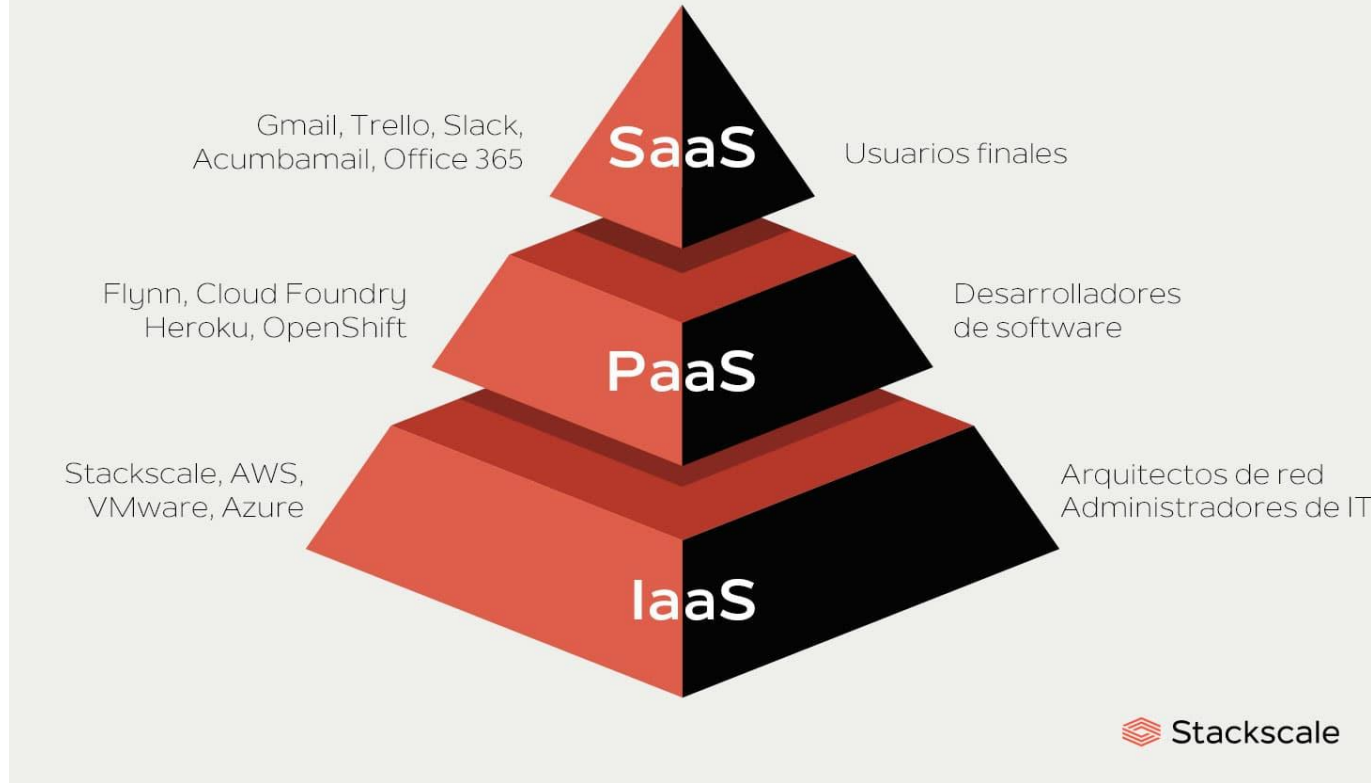 Gmail, Trello, Slack,
Acumbamail, Office 365
SaaS
Usuarios finales
Flynn, Cloud Foundry
Heroku, OpenShift
PaaS
Desarrolladores
de software
Stackscale, AWS,
VMware, Azure
IaaS
Arquitectos de red
Administradores de IT
Stackscale